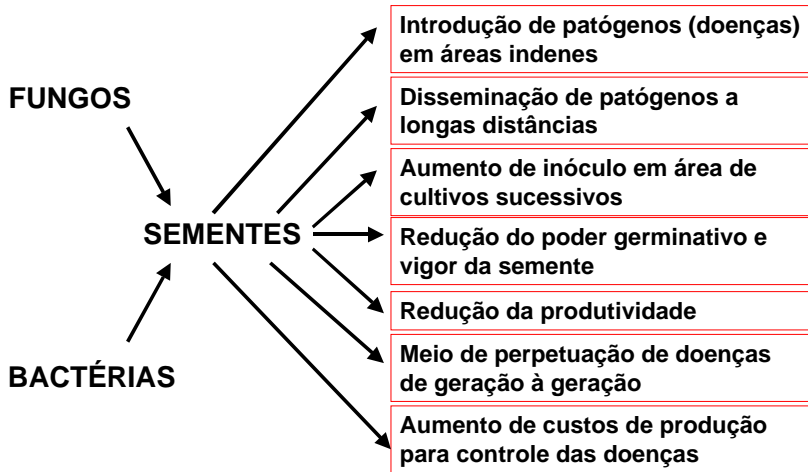 FUNGOS
SEMENTES
BACTÉRIAS
Introdução de patógenos (doenças)
em áreas indenes
Disseminação de patógenos a
longas distâncias
Aumento de inóculo em área de
cultivos sucessivos
Redução do poder germinativo e
vigor da semente
Redução da produtividade
Meio de perpetuação de doenças
de geração à geração
Aumento de custos de produção
para controle das doenças